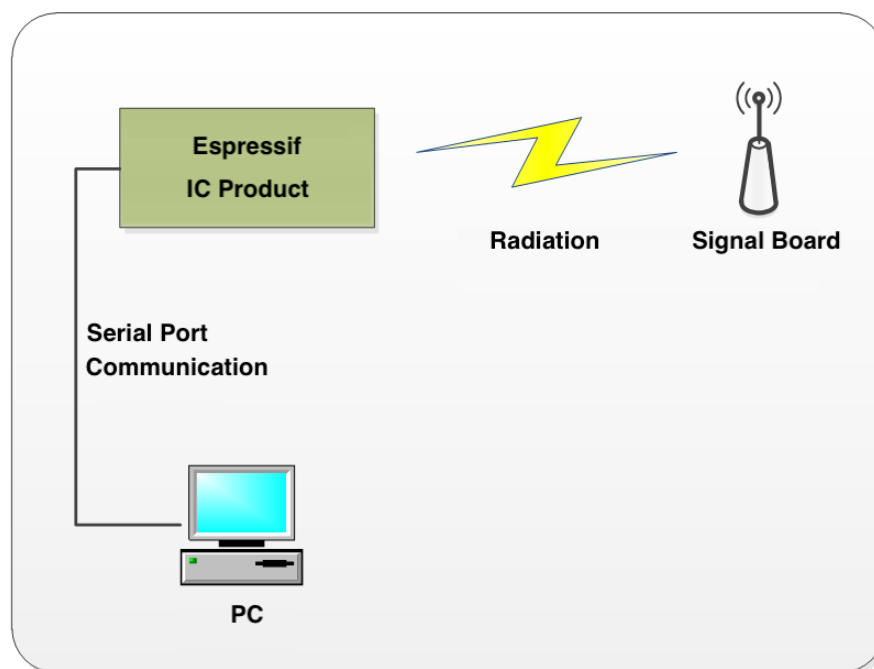 Espressif
IC Product
Radiation
Signal Board
Serial Port
Communication
PC